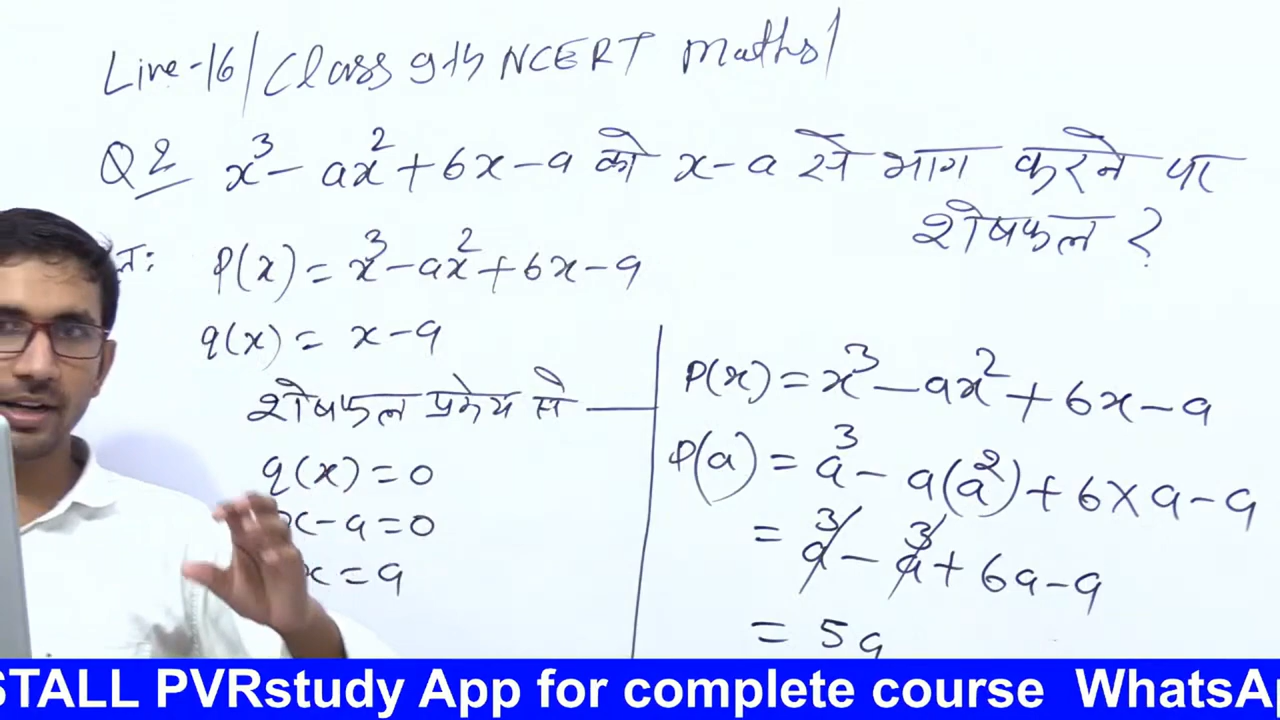 Live-16/Class 9th NCERT Maths/
Q2 x³ - ax² + 6x - a को x - a से भाग करने पर
शेषफल ?
P(x) = x³ - ax² + 6x - a
q(x) = x - a
शेषफल प्रमेय से
q(x) = 0
x - a = 0
x = a
P(x) = x³ - ax² + 6x - a
P(a) = a³ - a(a²) + 6×a - a
= a³ - a³ + 6a - a
= 5a
STALL PVRstudy App for complete course WhatsAp